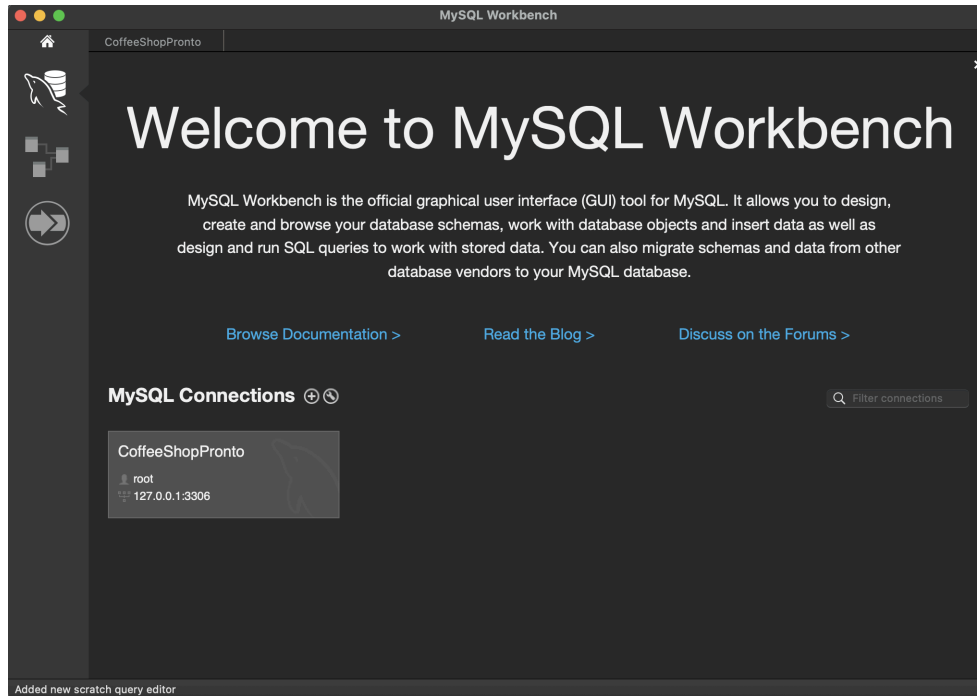 MySQL Workbench
CoffeeShopPronto
Welcome to MySQL Workbench
MySQL Workbench is the official graphical user interface (GUI) tool for MySQL. It allows you to design,
create and browse your database schemas, work with database objects and insert data as well as
design and run SQL queries to work with stored data. You can also migrate schemas and data from other
database vendors to your MySQL database.
Browse Documentation > Read the Blog > Discuss on the Forums >
MySQL Connections
Filter connections
CoffeeShopPronto
root
127.0.0.1:3306
Added new scratch query editor